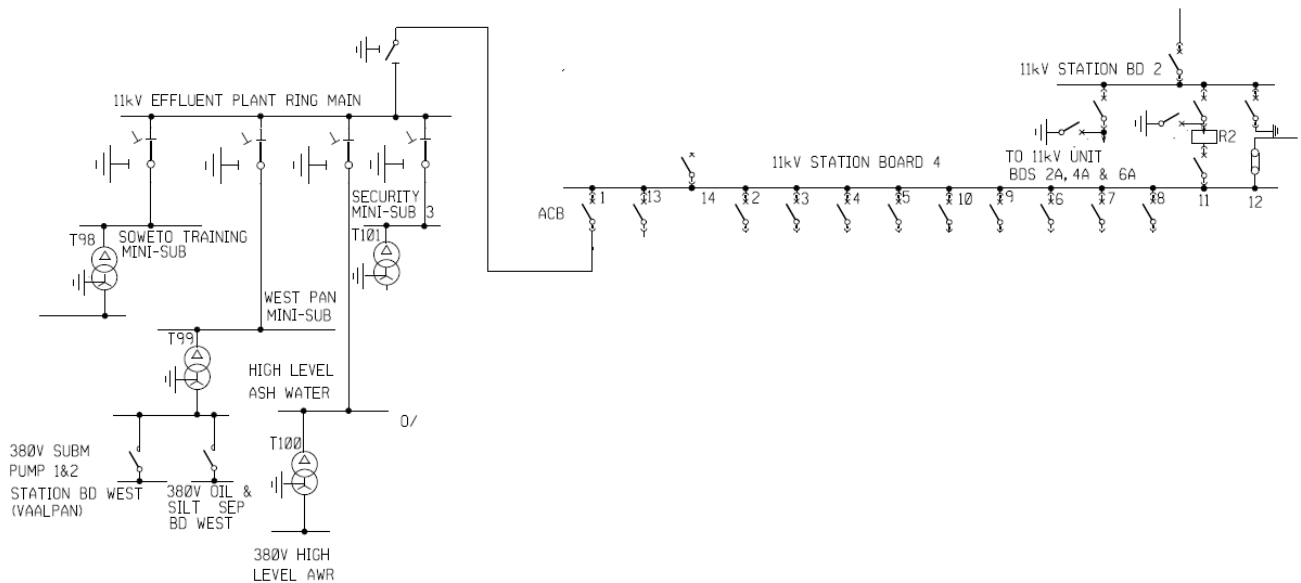 11kV STATION BD 2
11kV EFFLUENT PLANT RING MAIN
R2
TO 11kV UNIT
BDS 2A, 4A & 6A
11kV STATION BOARD 4
ACB
1
13
14
2
3
4
5
10
9
6
7
8
11
12
SECURITY
MINI-SUB 3
T98
SOWETO TRAINING
MINI-SUB
T101
WEST PAN
MINI-SUB
T99
HIGH LEVEL
ASH WATER
O/
T100
380V SUBM
PUMP 1&2
STATION BD WEST
(VAALPAN)
380V OIL &
SILT SEP
BD WEST
380V HIGH
LEVEL AWR